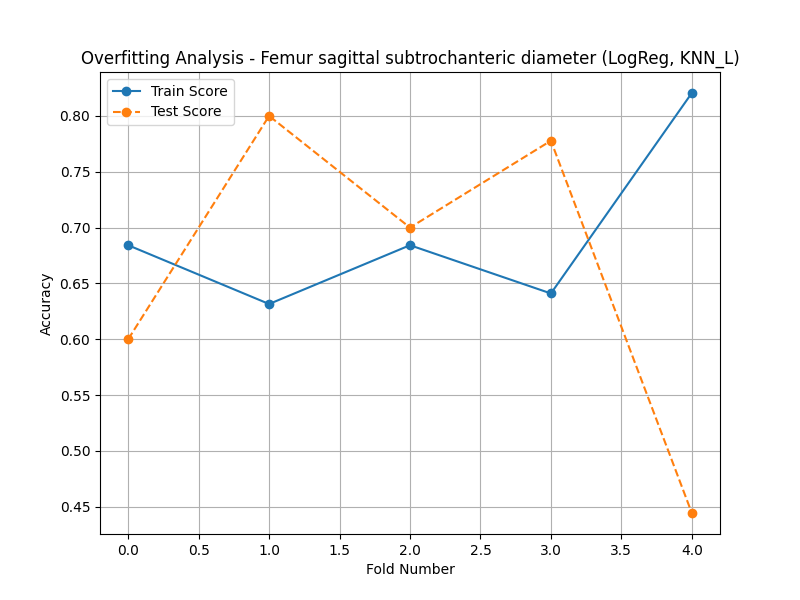 Overfitting Analysis - Femur sagittal subtrochanteric diameter (LogReg, KNN_L)
Train Score
Test Score
Accuracy
0.80
0.75
0.70
0.65
0.60
0.55
0.50
0.45
0.0 0.5 1.0 1.5 2.0 2.5 3.0 3.5 4.0
Fold Number